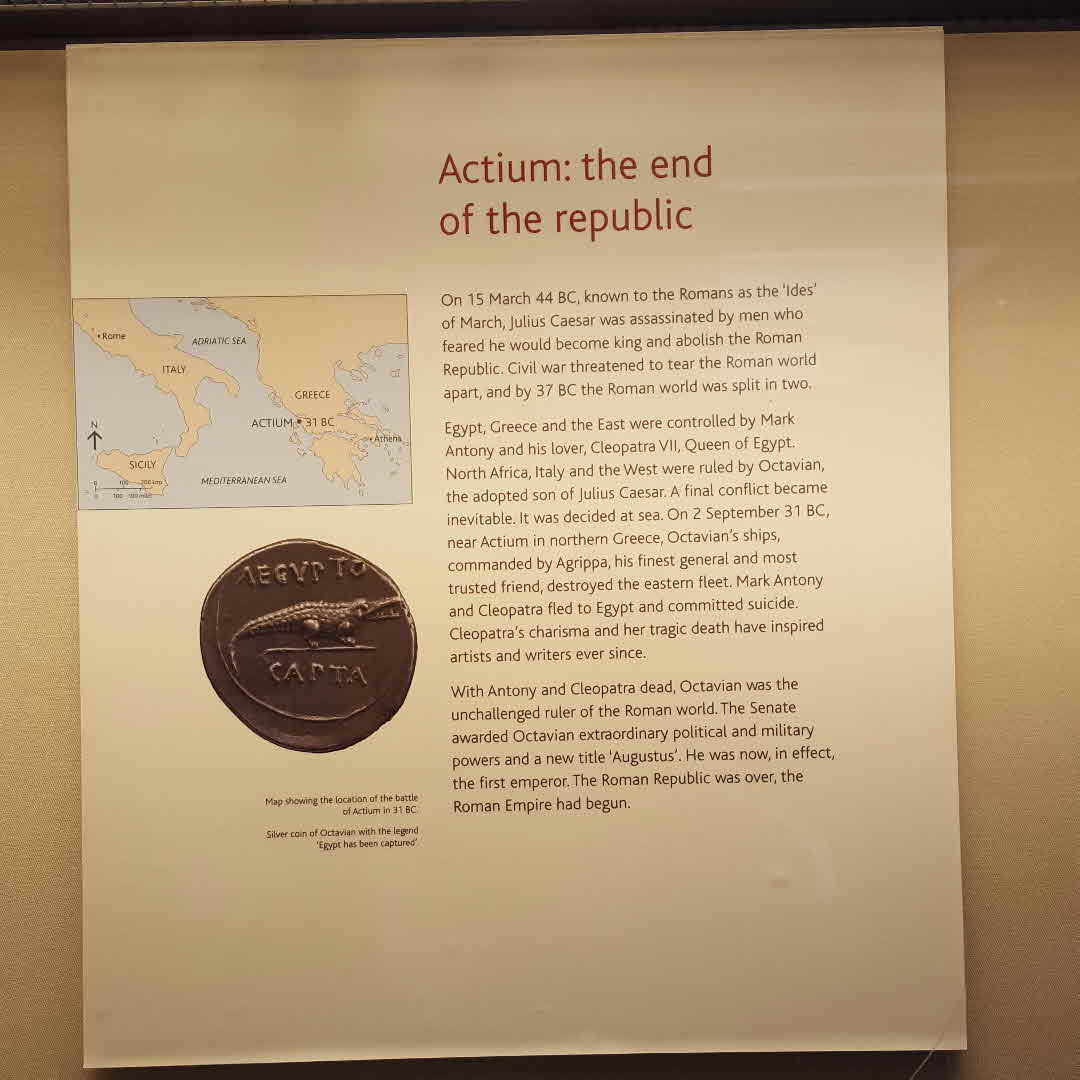 Actium: the end
of the republic
On 15 March 44 BC, known to the Romans as the 'Ides'
of March, Julius Caesar was assassinated by men who
feared he would become king and abolish the Roman
Republic. Civil war threatened to tear the Roman world
apart, and by 37 BC the Roman world was split in two.
Egypt, Greece and the East were controlled by Mark
Antony and his lover, Cleopatra VII, Queen of Egypt.
North Africa, Italy and the West were ruled by Octavian,
the adopted son of Julius Caesar. A final conflict became
inevitable. It was decided at sea. On 2 September 31 BC,
near Actium in northern Greece, Octavian's ships,
commanded by Agrippa, his finest general and most
trusted friend, destroyed the eastern fleet. Mark Antony
and Cleopatra fled to Egypt and committed suicide.
Cleopatra's charisma and her tragic death have inspired
artists and writers ever since.
With Antony and Cleopatra dead, Octavian was the
unchallenged ruler of the Roman world. The Senate
awarded Octavian extraordinary political and military
powers and a new title 'Augustus'. He was now, in effect,
the first emperor. The Roman Republic was over, the
Roman Empire had begun.
Rome
ADRIATIC SEA
ITALY
GREECE
ACTIUM 31 BC
Athens
N
SICILY
MEDITERRANEAN SEA
0 100 200 km
0 100
AEGVPTO
CAPTA
Map showing the location of the battle
of Actium in 31 BC.
Silver coin of Octavian with the legend
'Egypt has been captured'.